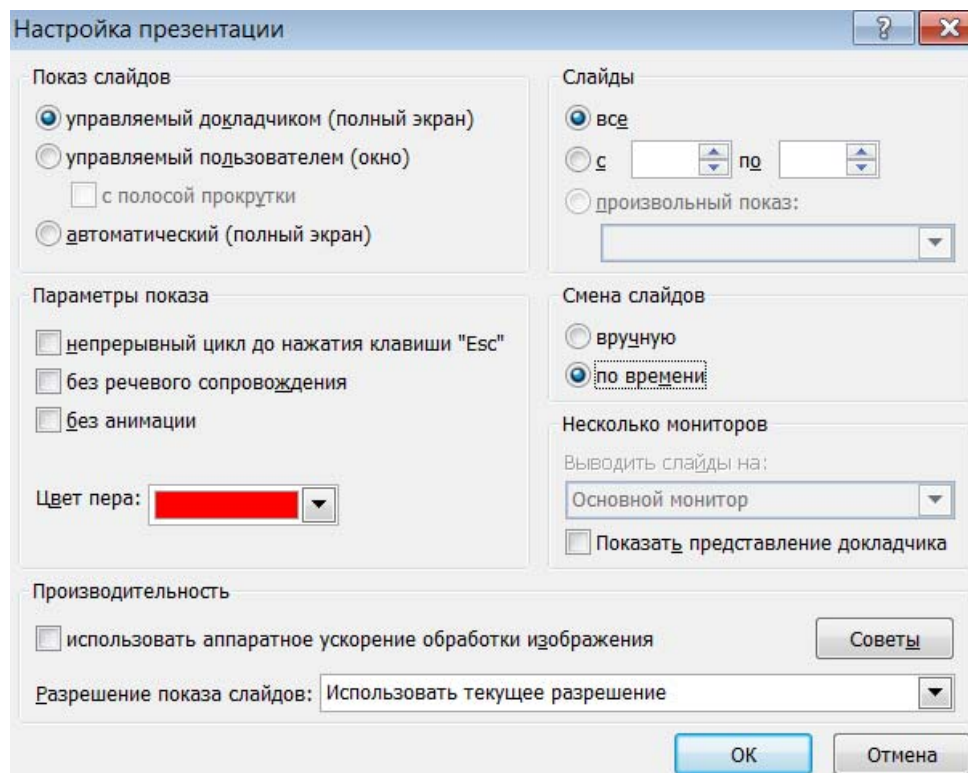 Настройка презентации
Показ слайдов
управляемый докладчиком (полный экран)
управляемый пользователем (окно)
с полосой прокрутки
автоматический (полный экран)
Слайды
все
с по
произвольный показ:
Параметры показа
непрерывный цикл до нажатия клавиши "Esc"
без речевого сопровождения
без анимации
Цвет пера:
Смена слайдов
вручную
по времени
Несколько мониторов
Выводить слайды на:
Основной монитор
Показать представление докладчика
Производительность
использовать аппаратное ускорение обработки изображения
Советы
Разрешение показа слайдов: Использовать текущее разрешение
ОК Отмена